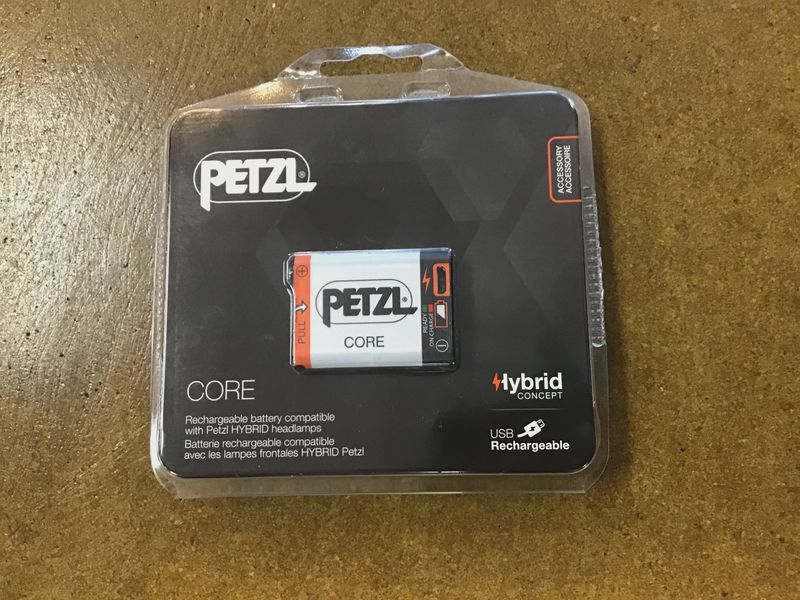 PETZL®
ACCESSORY
ACCESSOIRE
PULL
PETZL®
CORE
READY
ON CHARGE
CORE
Rechargeable battery compatible
with Petzl HYBRID headlamps
Batterie rechargeable compatible
avec les lampes frontales HYBRID Petzl
Hybrid
CONCEPT
USB
Rechargeable